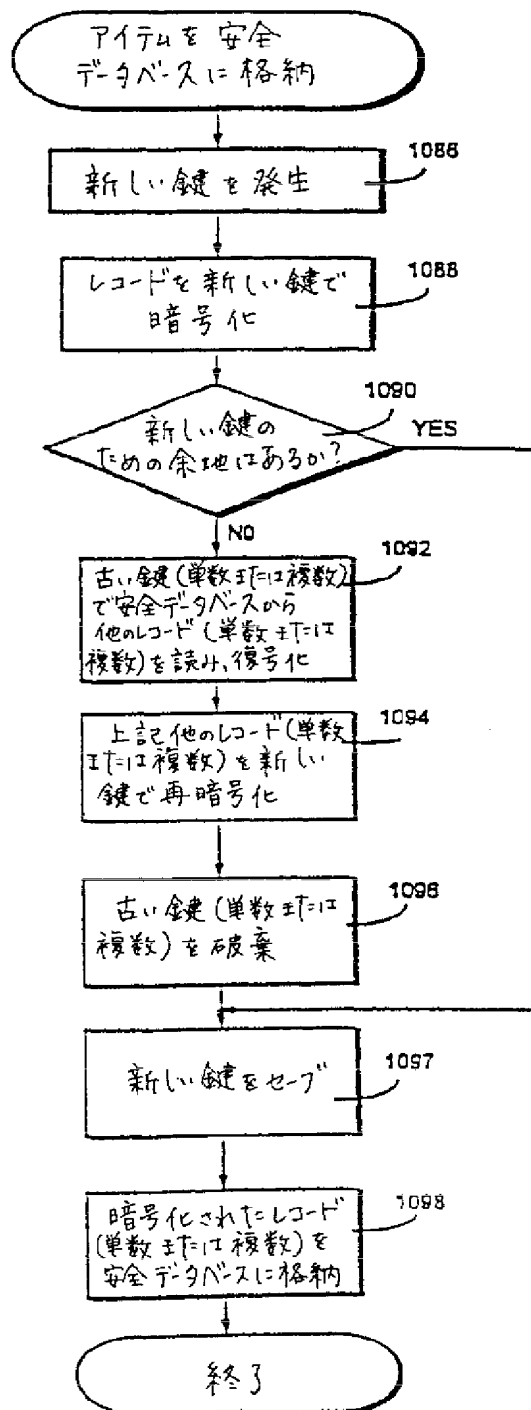 アイテムを安全
データベースに格納
1086
新しい鍵を発生
1088
レコードを新しい鍵で
暗号化
1090
新しい鍵の
ための余地はあるか?
YES
NO
1092
古い鍵(単数または複数)
で安全データベースから
他のレコード(単数または
複数)を読み、復号化
1094
上記他のレコード(単数
または複数)を新しい
鍵で再暗号化
1096
古い鍵(単数または
複数)を破棄
1097
新しい鍵をセーブ
1098
暗号化されたレコード
(単数または複数)を
安全データベースに格納
終了